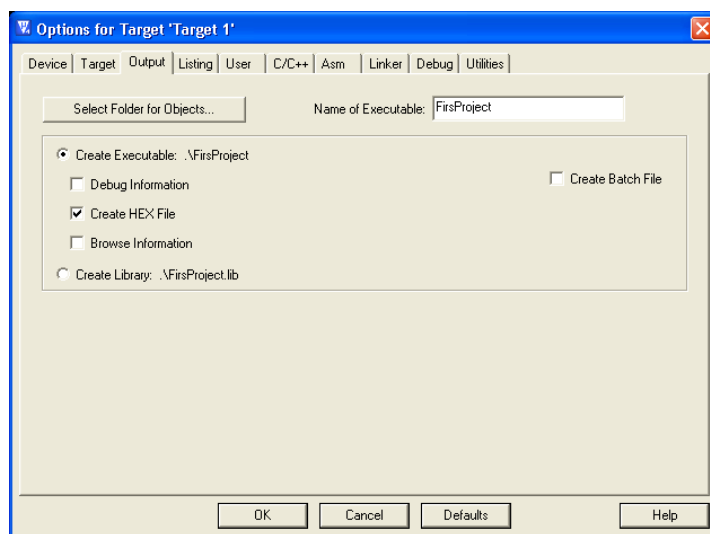 Options for Target 'Target 1'
Device Target Output Listing User C/C++ Asm Linker Debug Utilities
Select Folder for Objects... Name of Executable: FirsProject
Create Executable: .\FirsProject
Debug Information Create Batch File
Create HEX File
Browse Information
Create Library: .\FirsProject.lib
OK Cancel Defaults Help